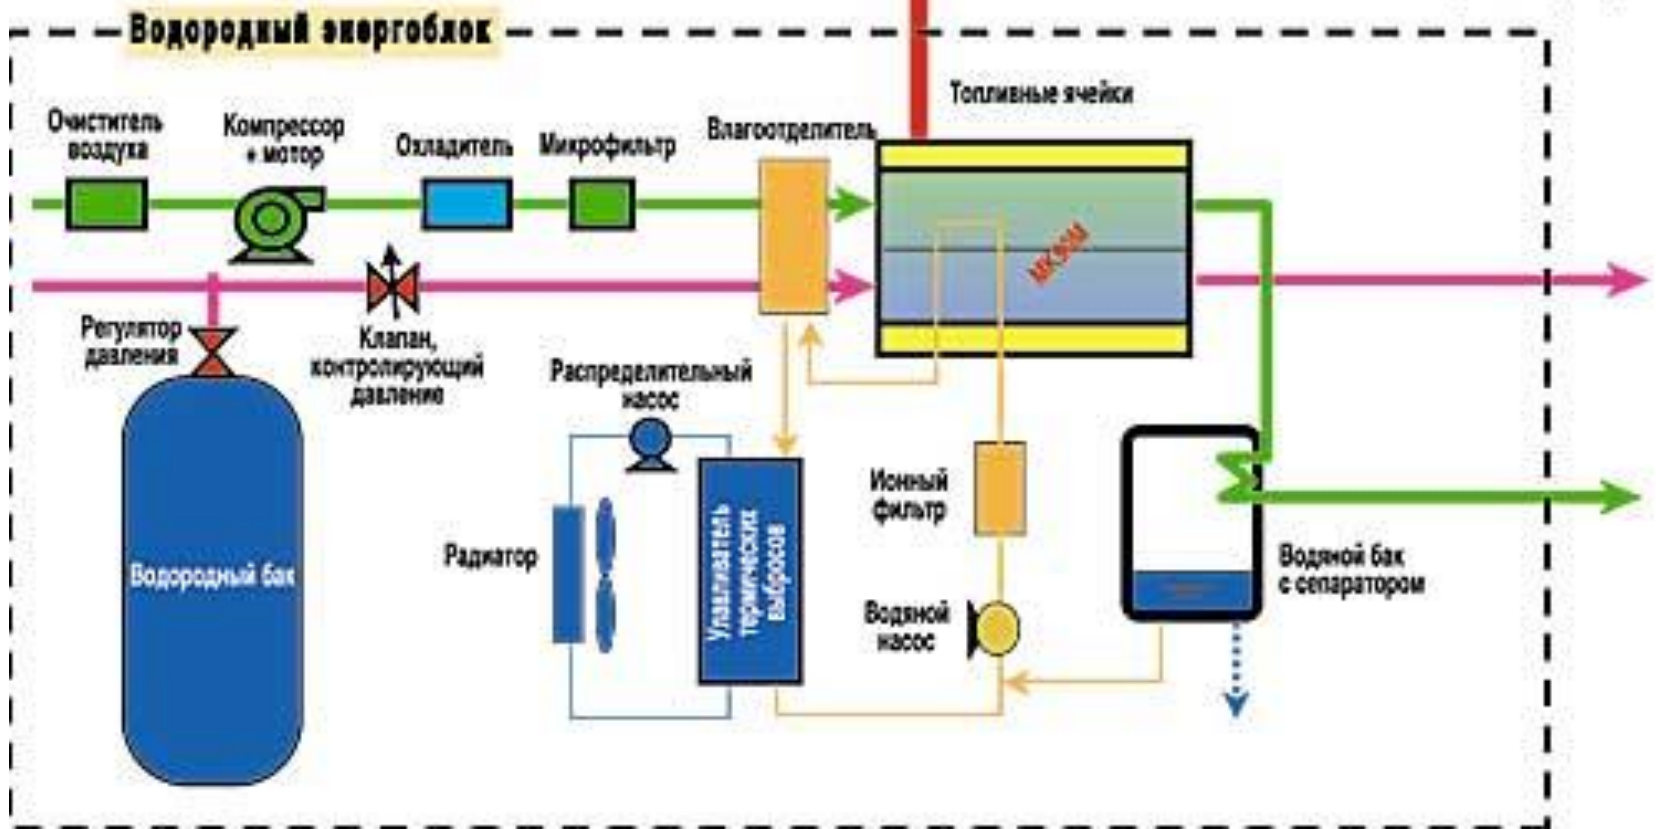 Водородный энергоблок
Топливные ячейки
Очиститель
воздуха
Компрессор
+ мотор
Охладитель
Микрофильтр
Влагоотделитель
Регулятор
давления
Клапан,
контролирующий
давление
Распределительный
насос
Водородный бак
Радиатор
Улавливатель
термических
выбросов
Ионный
фильтр
Водяной
насос
Водяной бак
с сепаратором